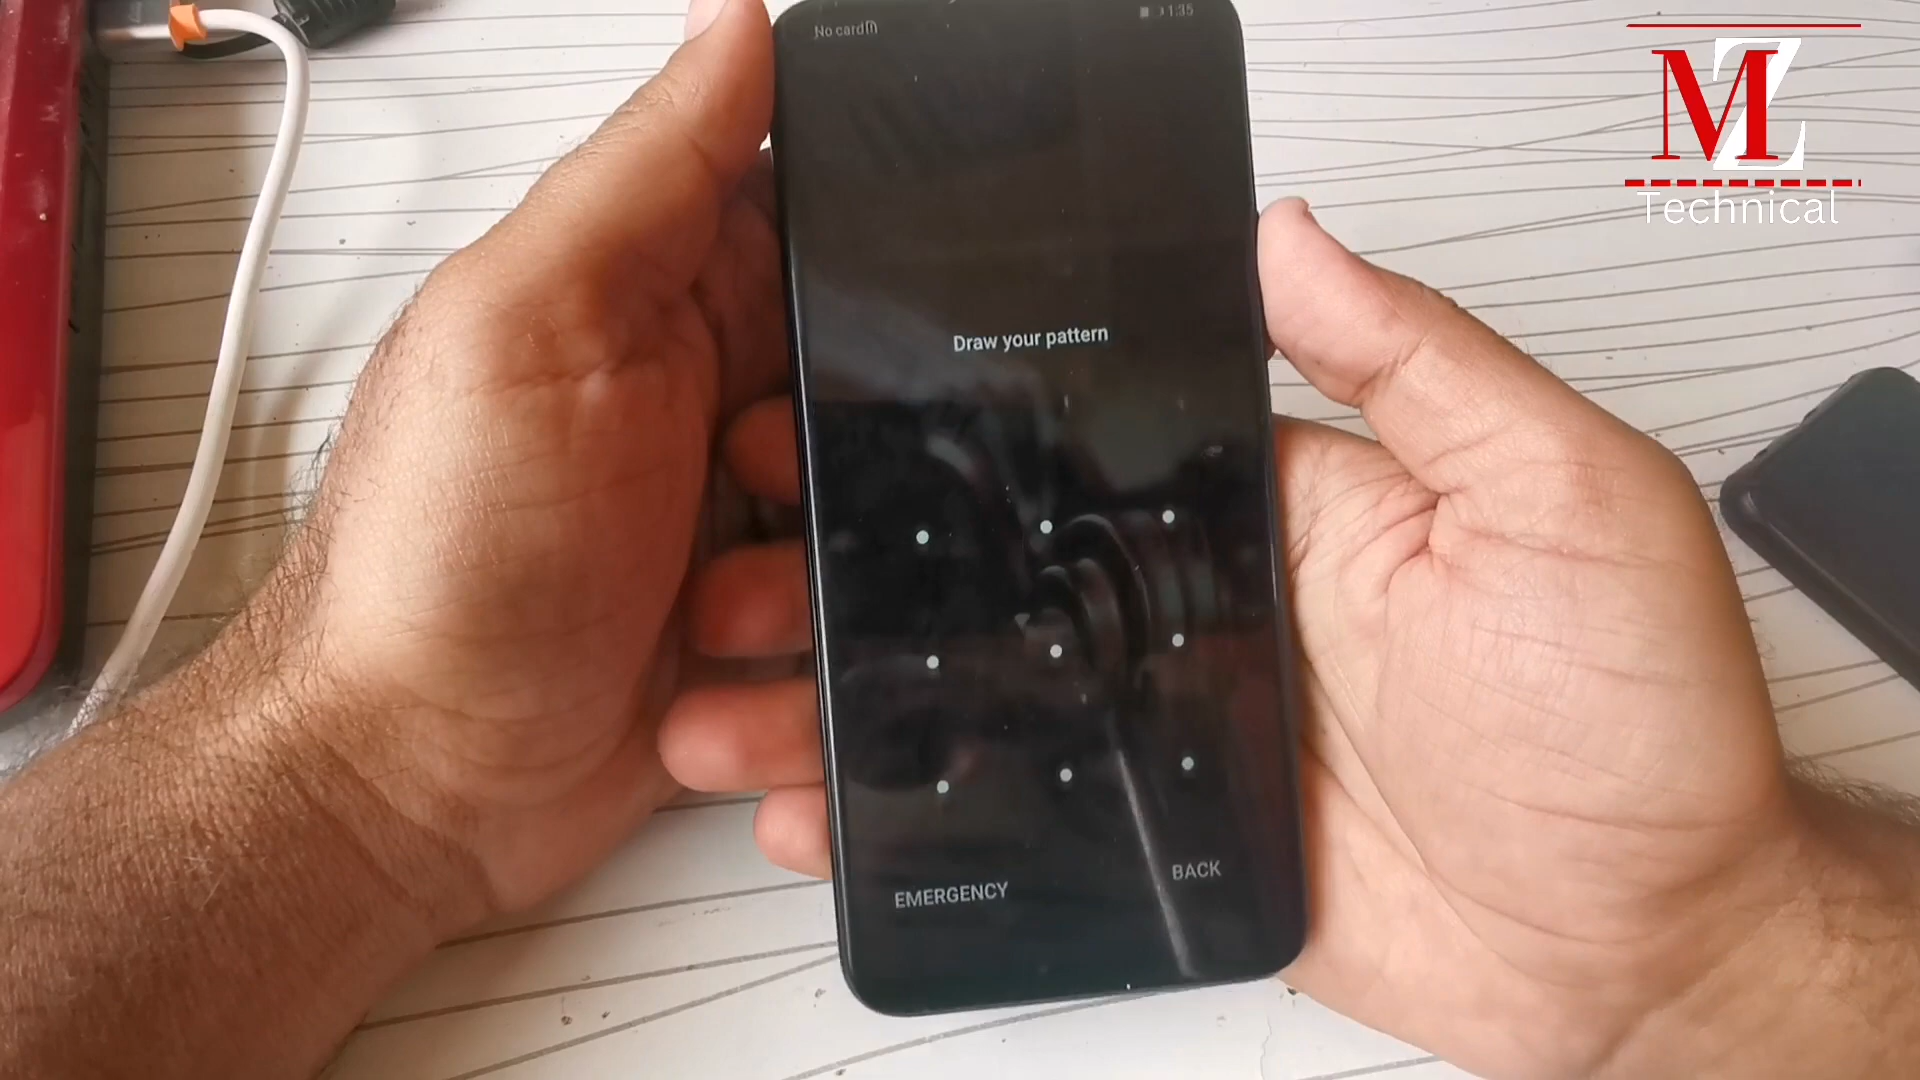 No card
1:35
MZ
Technical
Draw your pattern
EMERGENCY
BACK